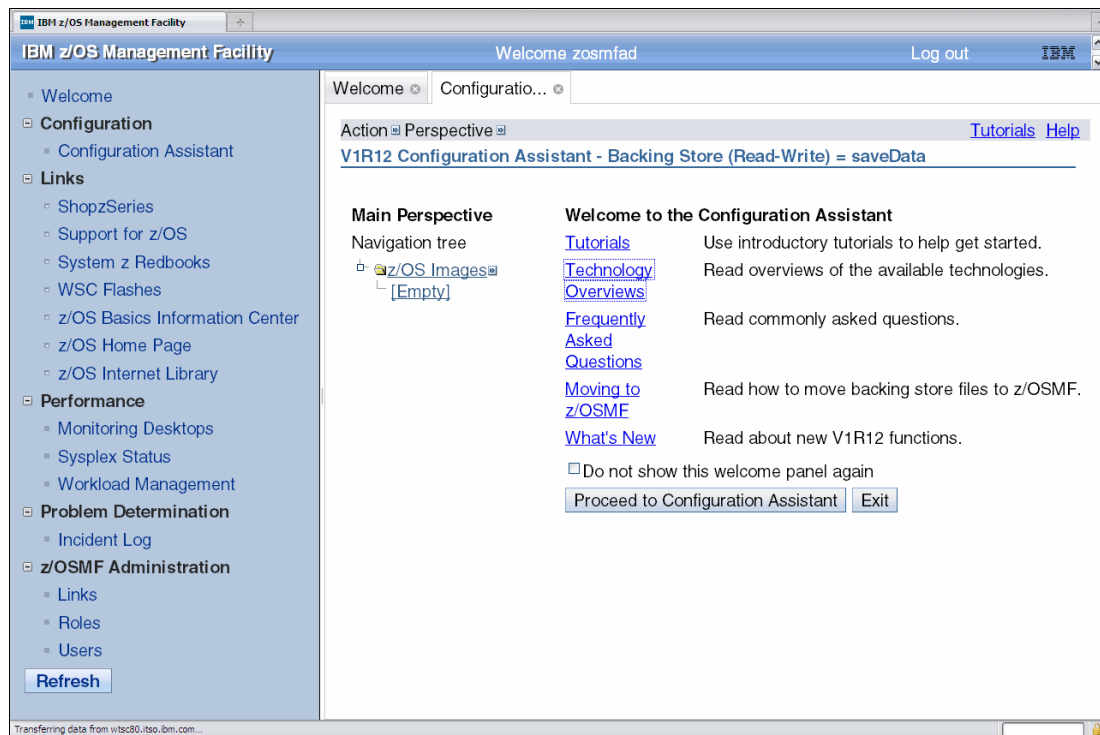 IBM IBM z/OS Management Facility
IBM z/OS Management Facility Welcome zosmfad Log out IBM
Welcome
Configuration
Configuration Assistant
Links
ShopzSeries
Support for z/OS
System z Redbooks
WSC Flashes
z/OS Basics Information Center
z/OS Home Page
z/OS Internet Library
Performance
Monitoring Desktops
Sysplex Status
Workload Management
Problem Determination
Incident Log
z/OSMF Administration
Links
Roles
Users
Refresh
Welcome Configuratio...
Action Perspective Tutorials Help
V1R12 Configuration Assistant - Backing Store (Read-Write) = saveData
Main Perspective
Navigation tree
z/OS Images
[Empty]
Welcome to the Configuration Assistant
Tutorials Use introductory tutorials to help get started.
Technology Read overviews of the available technologies.
Overviews
Frequently Read commonly asked questions.
Asked
Questions
Moving to Read how to move backing store files to z/OSMF.
z/OSMF
What's New Read about new V1R12 functions.
Do not show this welcome panel again
Proceed to Configuration Assistant Exit
Transferring data from wtsc80.itso.ibm.com...